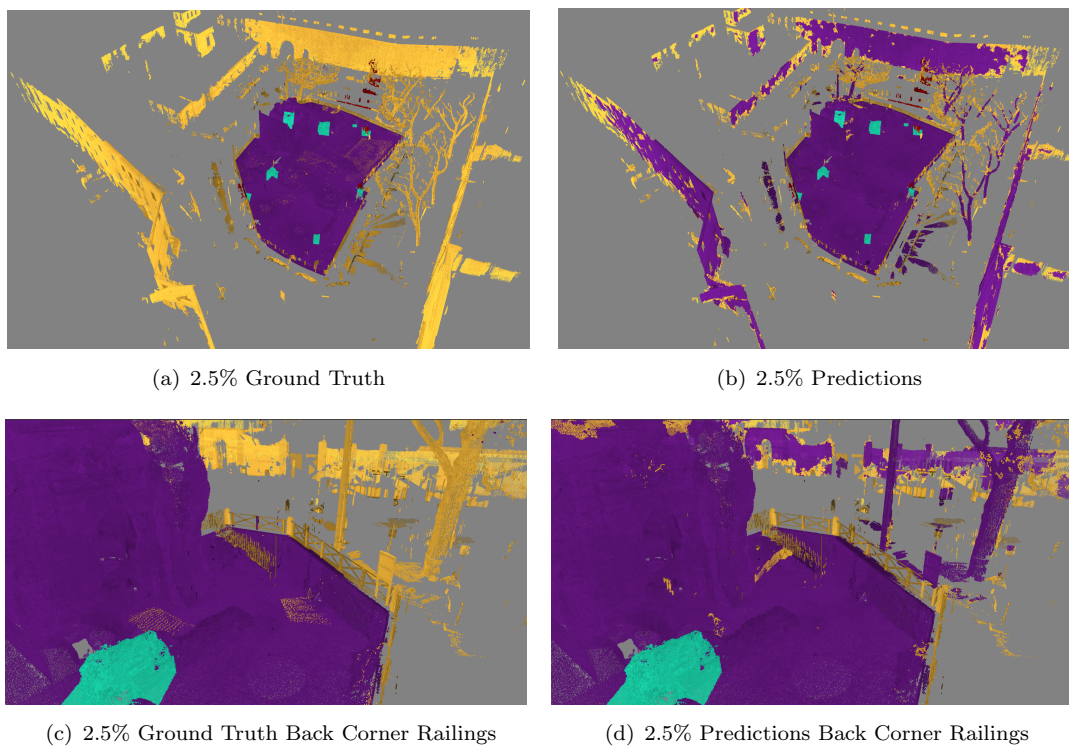 (a) 2.5% Ground Truth
(b) 2.5% Predictions
(c) 2.5% Ground Truth Back Corner Railings
(d) 2.5% Predictions Back Corner Railings